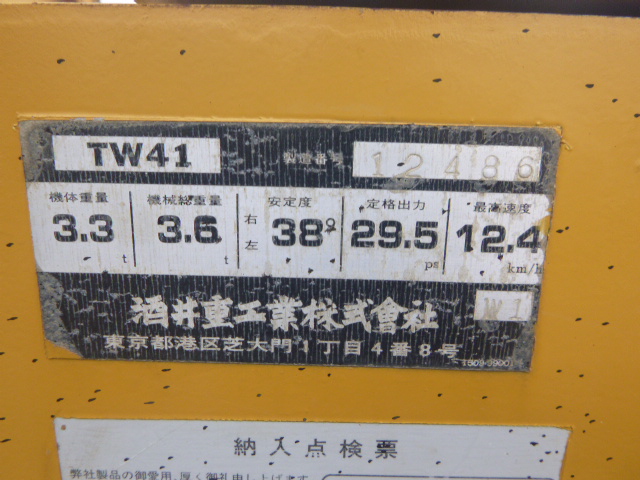 TW41 製造番号 12486
機体重量 機械総重量 安定度 定格出力 最高速度
3.3 t 3.6 t 右左 38° 29.5 ps 12.4 km/h
酒井重工業株式會社 W1
東京都港区芝大門1丁目4番8号
納入点検票
弊社製品の御愛用、厚く御礼申し上げます